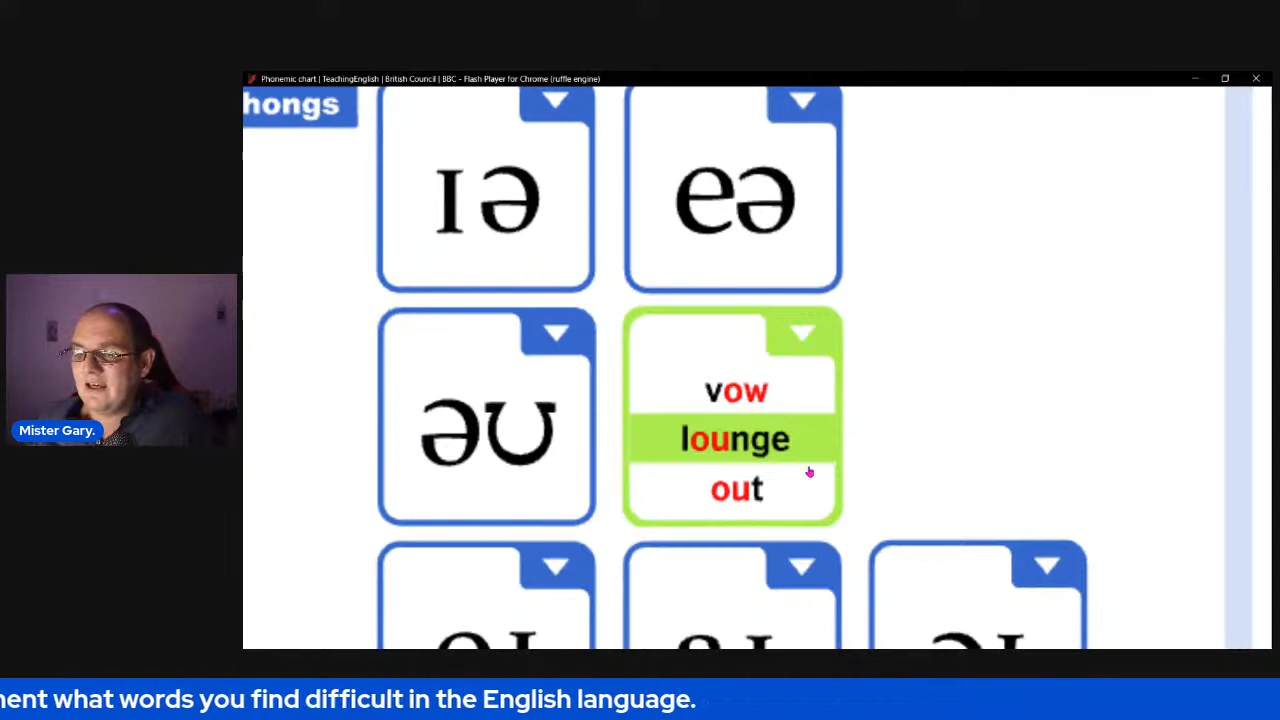 Phonemic chart | TeachingEnglish | British Council | BBC - Flash Player for Chrome (ruffle engine)
hongs
ɪə
eə
əʊ
vow
lounge
out
Mister Gary.
nent what words you find difficult in the English language.